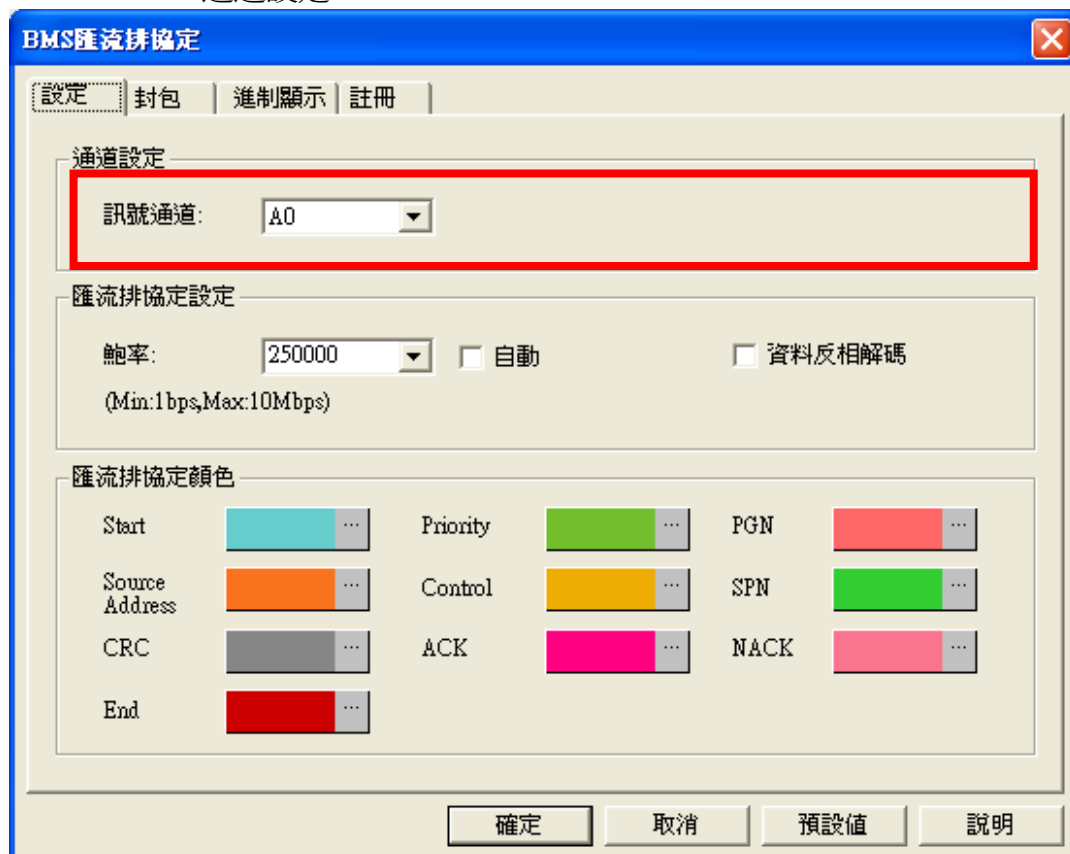 BMS匯流排協定
設定 封包 進制顯示 註冊
通道設定
訊號通道: A0
匯流排協定設定
鮑率: 250000 自動 資料反相解碼
(Min:1bps,Max:10Mbps)
匯流排協定顏色
Start ... Priority ... PGN ...
Source Address ... Control ... SPN ...
CRC ... ACK ... NACK ...
End ...
確定 取消 預設值 說明